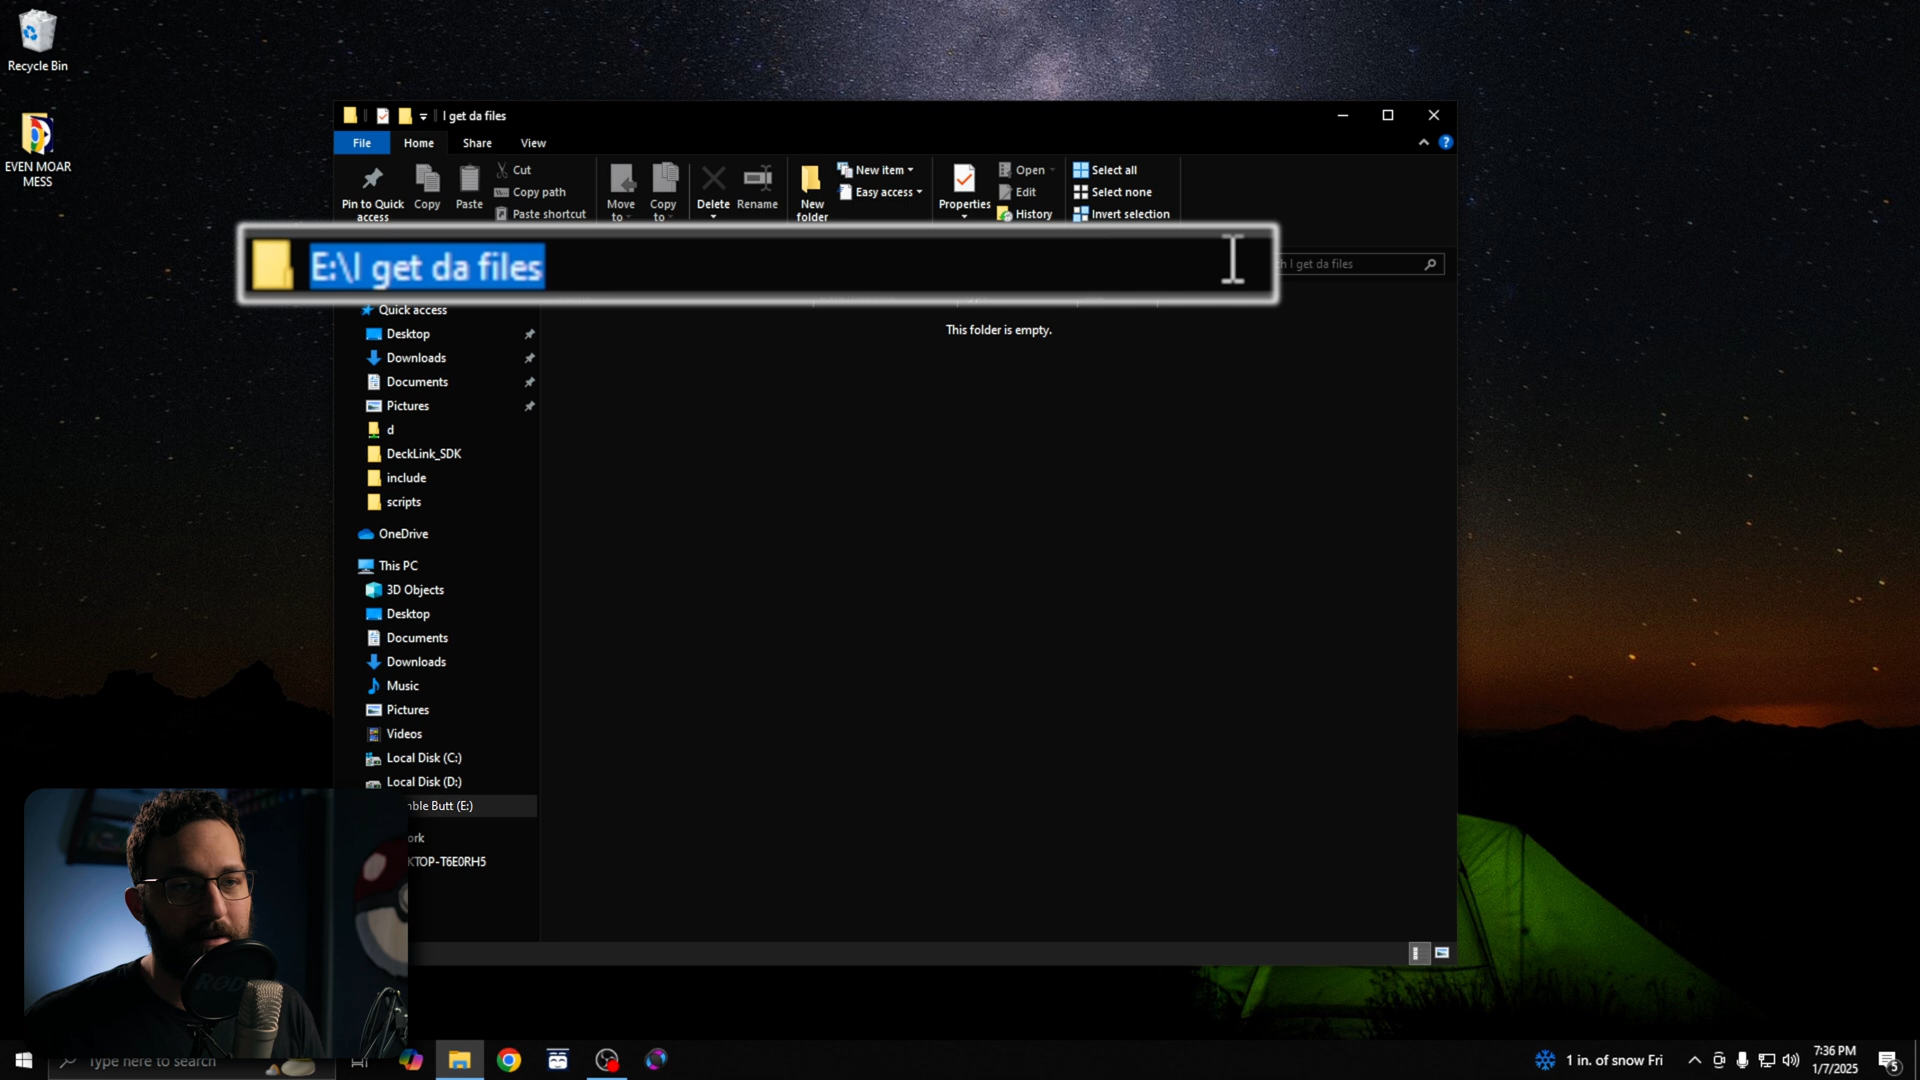 Recycle Bin
EVEN MOAR
MESS
I get da files
File Home Share View
Pin to Quick access
Copy
Paste
Cut
Copy path
Paste shortcut
Move to
Copy to
Delete
Rename
New folder
New item
Easy access
Properties
Open
Edit
History
Select all
Select none
Invert selection
E:\I get da files
h I get da files
Quick access
This folder is empty.
Desktop
Downloads
Documents
Pictures
d
DeckLink_SDK
include
scripts
OneDrive
This PC
3D Objects
Desktop
Documents
Downloads
Music
Pictures
Videos
Local Disk (C:)
Local Disk (D:)
mble Butt (E:)
ork
KTOP-T6E0RH5
RODE
Type here to search
1 in. of snow Fri
7:36 PM
1/7/2025
5